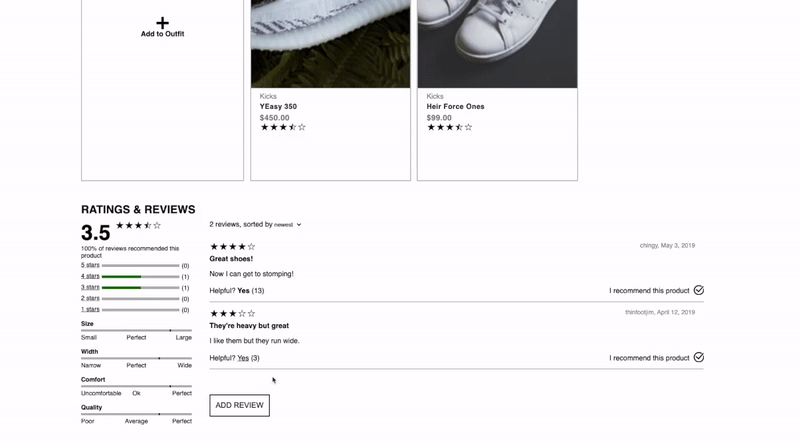 Add to Outfit
Kicks
YEasy 350
$450.00
Kicks
Heir Force Ones
$99.00
RATINGS & REVIEWS
3.5
100% of reviews recommended this
product
5 stars (0)
4 stars (1)
3 stars (1)
2 stars (0)
1 stars (0)
Size
Small Perfect Large
Width
Narrow Perfect Wide
Comfort
Uncomfortable Ok Perfect
Quality
Poor Average Perfect
2 reviews, sorted by newest
chingy, May 3, 2019
Great shoes!
Now I can get to stomping!
Helpful? Yes (13) I recommend this product
thinfootjim, April 12, 2019
They're heavy but great
I like them but they run wide.
Helpful? Yes (3) I recommend this product
ADD REVIEW